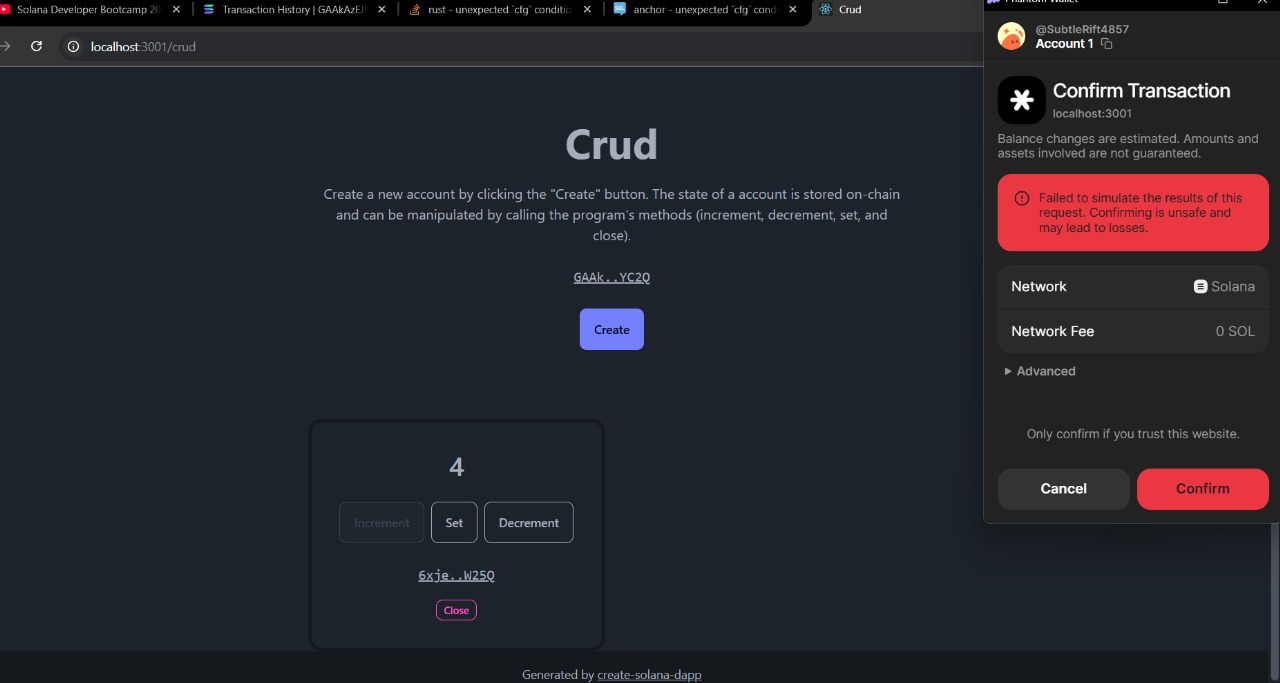 Solana Developer Bootcamp 20
Transaction History | GAAkAzEJ
rust - unexpected `cfg` conditio
anchor - unexpected `cfg` cond
Crud
localhost:3001/crud
Crud
Create a new account by clicking the "Create" button. The state of a account is stored on-chain
and can be manipulated by calling the program's methods (increment, decrement, set, and
close).
GAAk..YC2Q
Create
4
Increment
Set
Decrement
6xje..W25Q
Close
Generated by create-solana-dapp
Phantom Wallet
@SubtleRift4857
Account 1
Confirm Transaction
localhost:3001
Balance changes are estimated. Amounts and
assets involved are not guaranteed.
Failed to simulate the results of this
request. Confirming is unsafe and
may lead to losses.
Network
Solana
Network Fee
0 SOL
Advanced
Only confirm if you trust this website.
Cancel
Confirm